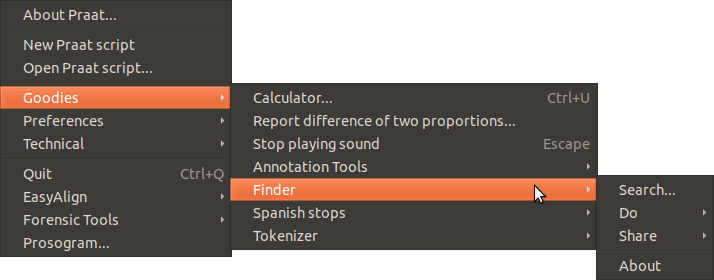 About Praat...
New Praat script
Open Praat script...
Goodies
Preferences
Technical
Quit Ctrl+Q
EasyAlign
Forensic Tools
Prosogram...
Calculator... Ctrl+U
Report difference of two proportions...
Stop playing sound Escape
Annotation Tools
Finder
Spanish stops
Tokenizer
Search...
Do
Share
About